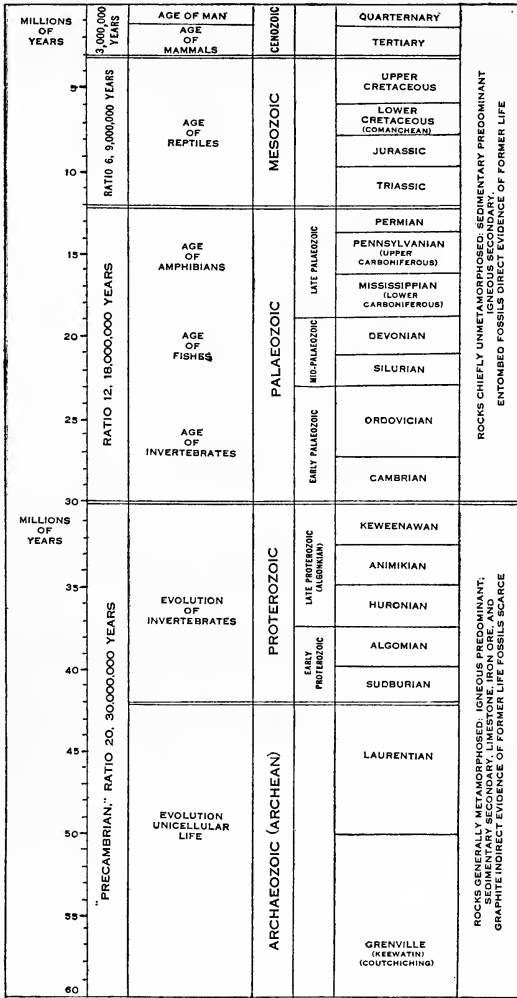 MILLIONS
OF
YEARS
3,000,000
YEARS
AGE OF MAN
AGE
OF
MAMMALS
CENOZOIC
QUARTERNARY
TERTIARY
5
10
RATIO 6, 9,000,000 YEARS
AGE
OF
REPTILES
MESOZOIC
UPPER
CRETACEOUS
LOWER
CRETACEOUS
(COMANCHEAN)
JURASSIC
TRIASSIC
15
20
25
30
RATIO 12, 18,000,000 YEARS
AGE
OF
AMPHIBIANS
AGE
OF
FISHES
AGE
OF
INVERTEBRATES
PALAEOZOIC
LATE PALAEOZOIC
MID-PALAEOZOIC
EARLY PALAEOZOIC
PERMIAN
PENNSYLVANIAN
(UPPER
CARBONIFEROUS)
MISSISSIPPIAN
(LOWER
CARBONIFEROUS)
DEVONIAN
SILURIAN
ORDOVICIAN
CAMBRIAN
ROCKS CHIEFLY UNMETAMORPHOSED: SEDIMENTARY PREDOMINANT
IGNEOUS SECONDARY.
ENTOMBED FOSSILS DIRECT EVIDENCE OF FORMER LIFE
MILLIONS
OF
YEARS
35
40
45
50
55
60
"PRECAMBRIAN," RATIO 20, 30,000,000 YEARS
EVOLUTION
OF
INVERTEBRATES
PROTEROZOIC
LATE PROTEROZOIC
(ALGONKIAN)
EARLY
PROTEROZOIC
KEWEENAWAN
ANIMIKIAN
HURONIAN
ALGOMIAN
SUDBURIAN
EVOLUTION
UNICELLULAR
LIFE
ARCHAEOZOIC (ARCHEAN)
LAURENTIAN
GRENVILLE
(KEEWATIN)
(COUTCHICHING)
ROCKS GENERALLY METAMORPHOSED: IGNEOUS PREDOMINANT;
SEDIMENTARY SECONDARY, LIMESTONE, IRON ORE, AND
GRAPHITE INDIRECT EVIDENCE OF FORMER LIFE FOSSILS SCARCE